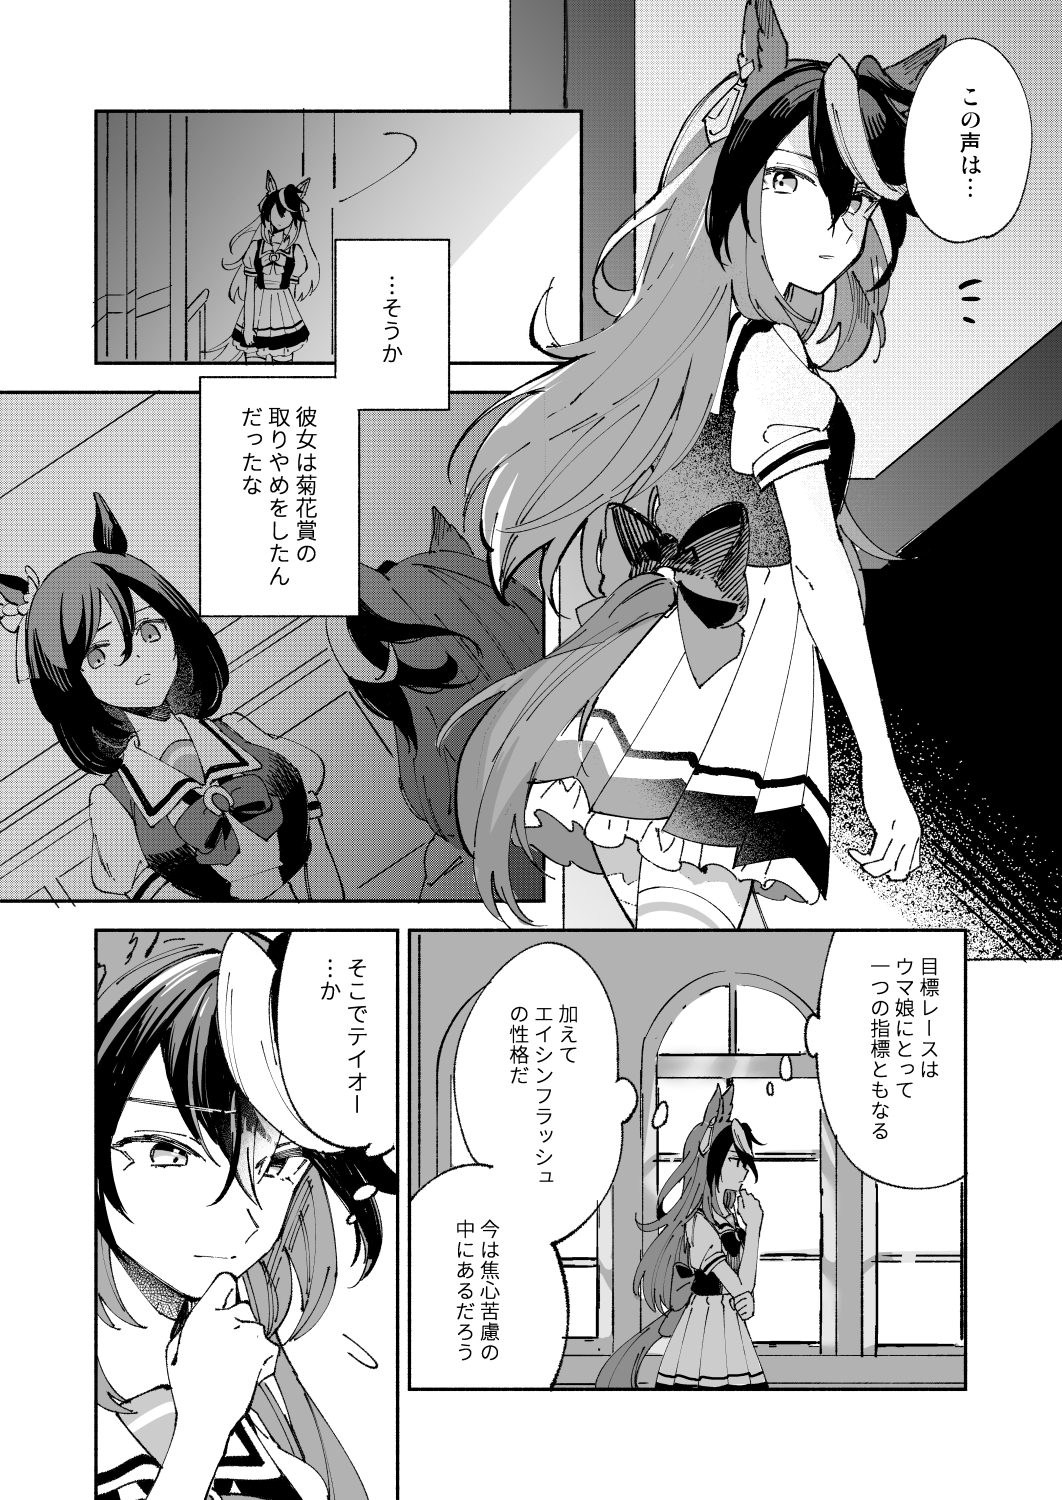 この声は…
…そうか
彼女は菊花賞の
取りやめをしたん
だったな
目標レースは
ウマ娘にとって
一つの指標ともなる
加えて
エイシンフラッシュ
の性格だ
今は焦心苦慮の
中にあるだろう
そこでテイオー
…か